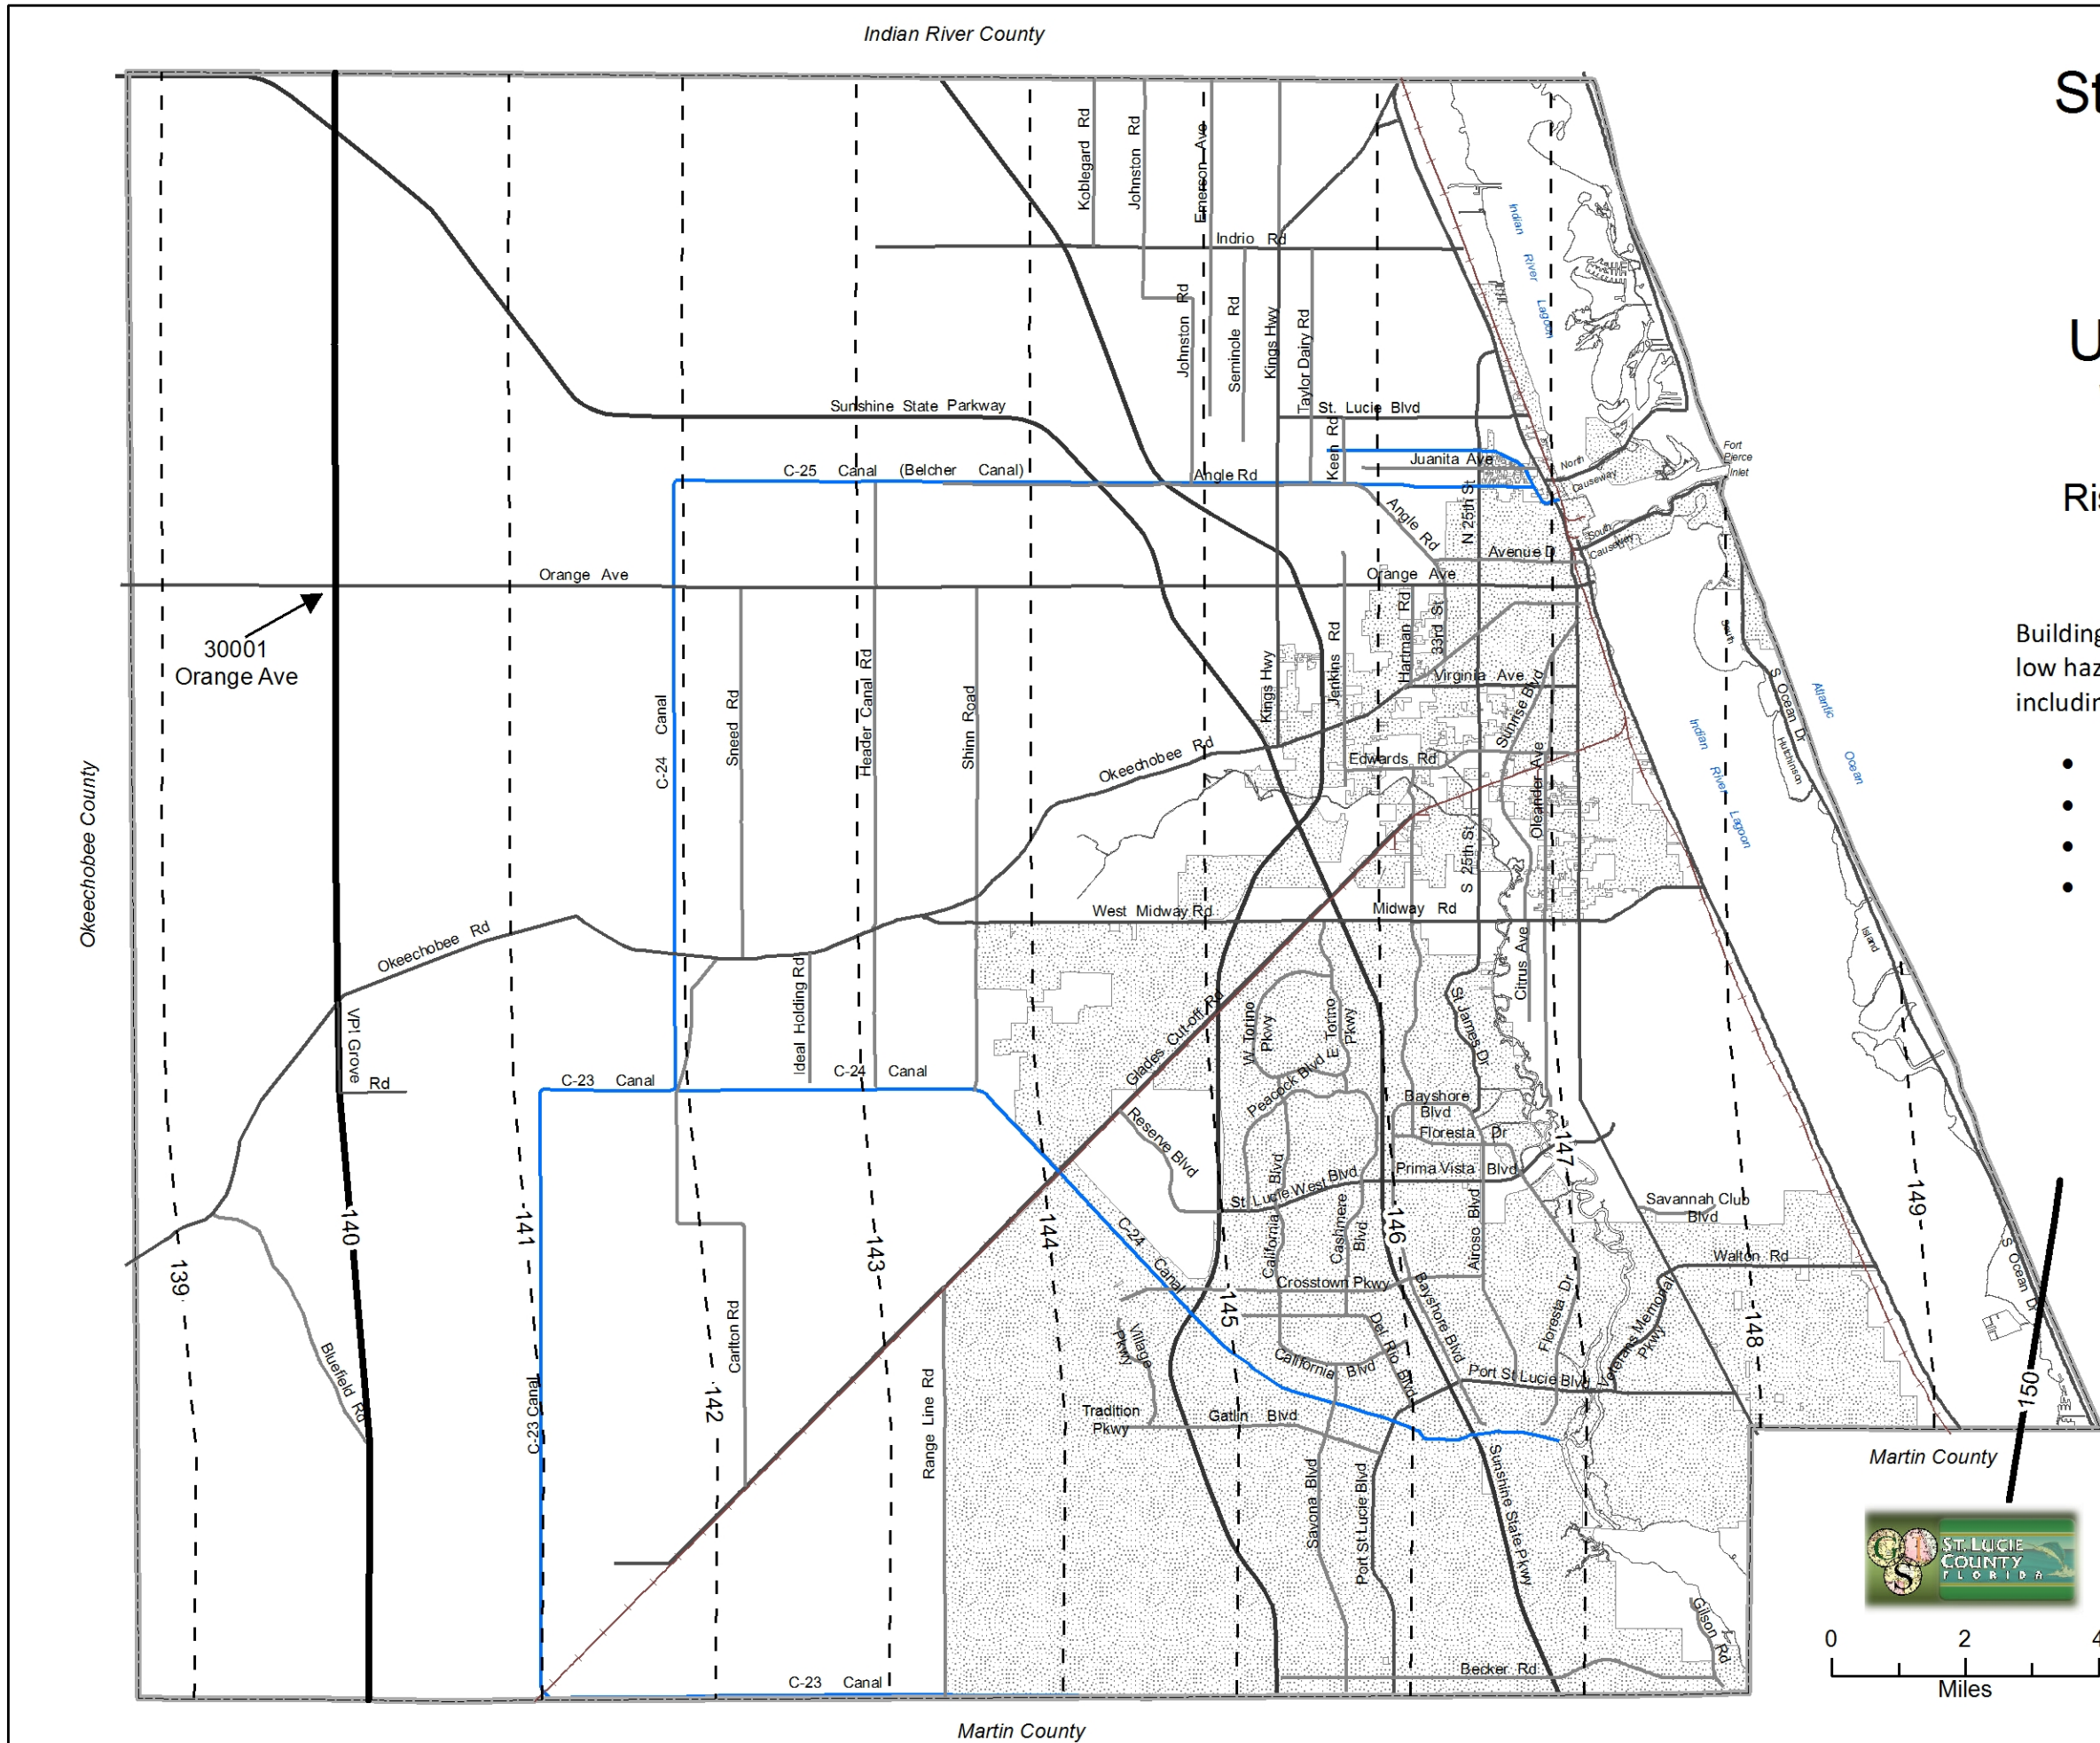 Indian River County
St
U
Ris
Building
low haz
includin
•
•
•
•
Koblegard Rd
Johnston Rd
Emerson Ave
Indrio Rd
Johnston Rd
Seminole Rd
Kings Hwy
Taylor Dairy Rd
Indian River Lagoon
Sunshine State Parkway
St. Lucie Blvd
Keen Rd
Juanita Ave
C-25 Canal (Belcher Canal)
Angle Rd
Angle Rd
N 25th St
North Causeway
Fort
Pierce
Inlet
South Causeway
Avenue D
Orange Ave
Orange Ave
30001
Orange Ave
Okeechobee County
C-24 Canal
Sneed Rd
Header Canal Rd
Shinn Road
Kings Hwy
Jenkins Rd
Hartman Rd
33rd St
Virginia Ave
Sunrise Blvd
Okeechobee Rd
Edwards Rd
Oleander Ave
S 25th St
South
Hutchinson
Island
S Ocean Dr
Atlantic Ocean
Indian River Lagoon
West Midway Rd
Midway Rd
Okeechobee Rd
VPI Grove
Rd
Ideal Holding Rd
C-23 Canal
C-24 Canal
Glades Cut-off Rd
W Torino
Pkwy
E Torino
Pkwy
Peacock Blvd
St James Dr
Citrus Ave
Bayshore
Blvd
Floresta Dr
Prima Vista Blvd
Reserve Blvd
St. Lucie West Blvd
C-24 Canal
California Blvd
Cashmere
Blvd
Airoso Blvd
Savannah Club
Blvd
Walton Rd
Crosstown Pkwy
Bayshore Blvd
Floresta Dr
Veterans Memorial
Pkwy
S Ocean Dr
139
140
141
142
143
144
145
146
147
148
149
150
Bluefield Rd
Carlton Rd
C-23 Canal
Range Line Rd
Village
Pkwy
California Blvd
Del Rio Blvd
Port St Lucie Blvd
Tradition
Pkwy
Gatlin Blvd
Savona Blvd
Port St Lucie Blvd
Sunshine State Pkwy
Gilson Rd
Becker Rd
C-23 Canal
Martin County
Martin County
G I S
ST. LUCIE
COUNTY
FLORIDA
0 2 4
Miles